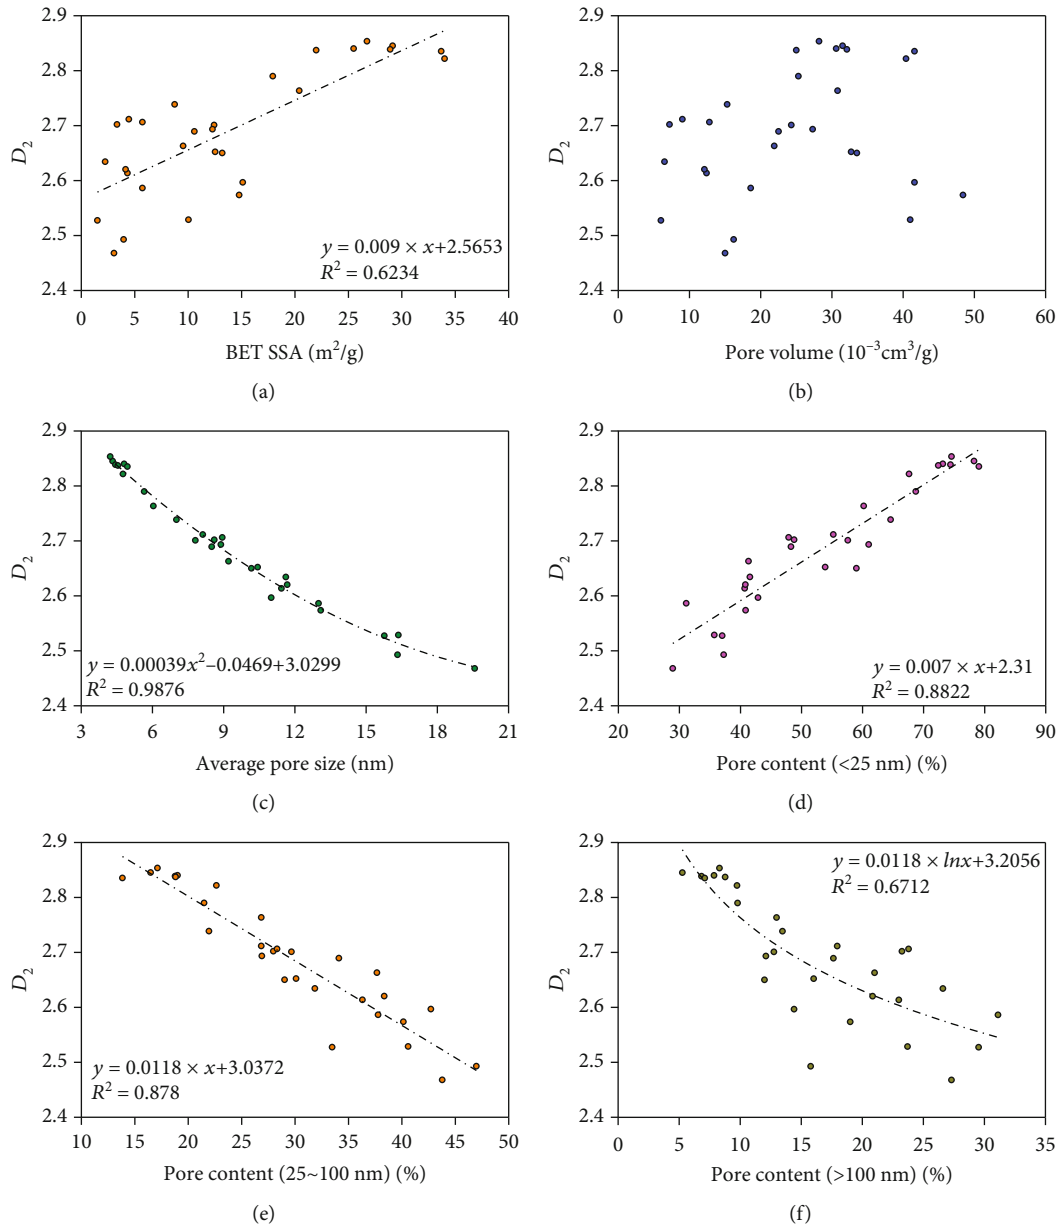 2.9
2.8
2.7
2.6
2.5
2.4
D₂
y = 0.009 × x+2.5653
R² = 0.6234
0 5 10 15 20 25 30 35 40
BET SSA (m²/g)
(a)
2.9
2.8
2.7
2.6
2.5
2.4
D₂
0 10 20 30 40 50 60
Pore volume (10⁻³cm³/g)
(b)
2.9
2.8
2.7
2.6
2.5
2.4
D₂
y = 0.00039x²–0.0469+3.0299
R² = 0.9876
3 6 9 12 15 18 21
Average pore size (nm)
(c)
2.9
2.8
2.7
2.6
2.5
2.4
D₂
y = 0.007 × x+2.31
R² = 0.8822
20 30 40 50 60 70 80 90
Pore content (<25 nm) (%)
(d)
2.9
2.8
2.7
2.6
2.5
2.4
D₂
y = 0.0118 × x+3.0372
R² = 0.878
10 15 20 25 30 35 40 45 50
Pore content (25~100 nm) (%)
(e)
2.9
2.8
2.7
2.6
2.5
2.4
D₂
y = 0.0118 × lnx+3.2056
R² = 0.6712
0 5 10 15 20 25 30 35
Pore content (>100 nm) (%)
(f)